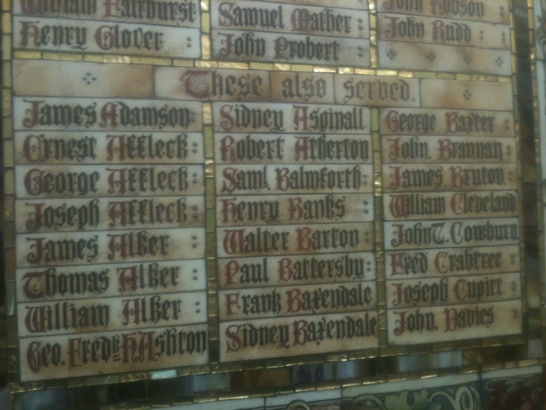 William Fairhurst
Henry Glover
Samuel Mather
John Probert
John Robson
John Rudd
These also served.
James Adamson
Ernest Affleck
George Affleck
Joseph Affleck
James Alker
Thomas Alker
William Alker
Geo. Fredk H. Ashton
Sidney Aspinall
Robert Atherton
Saml. Balmforth
Henry Banks
Walter Barton
Paul Battersby
Frank Baxendale
Sidney Baxendale
George Baxter
John. Brannan
James Bruton
William Cleveland
John T. Cowburn
Fred Crabtree
Joseph
John. Davies